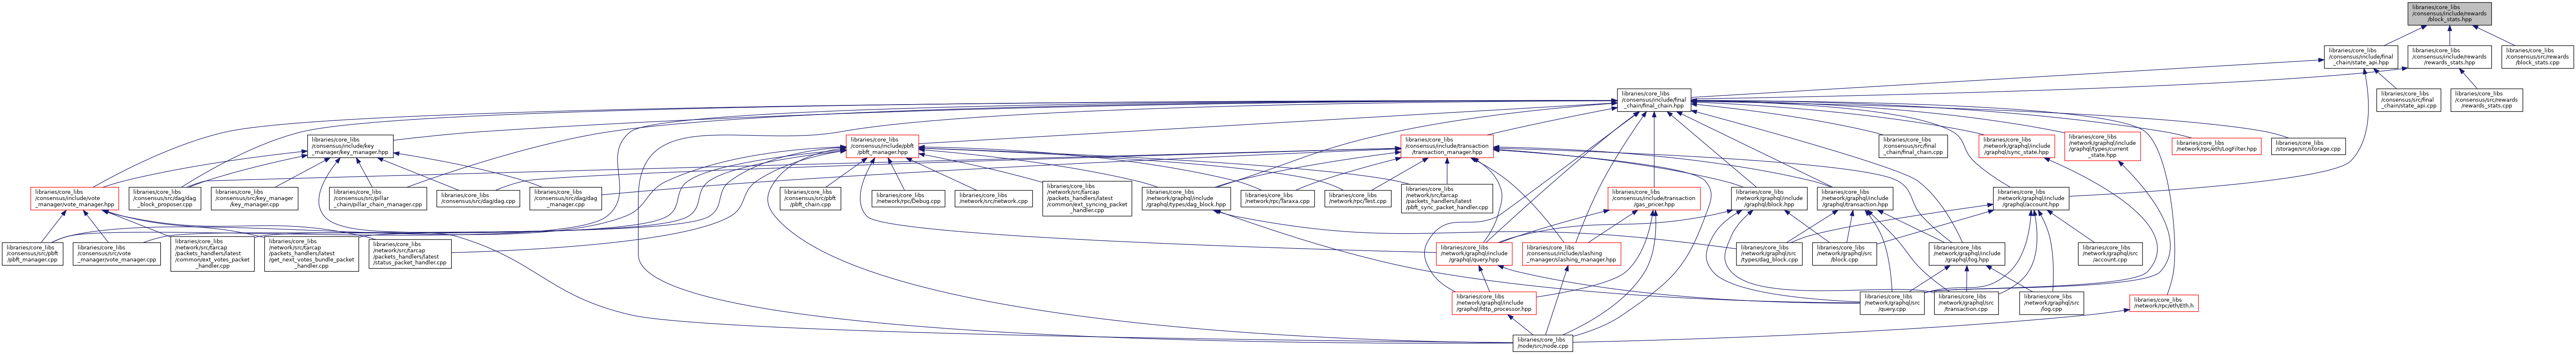 libraries/core_libs
/consensus/include/rewards
/block_stats.hpp
libraries/core_libs
/consensus/include/final
_chain/state_api.hpp
libraries/core_libs
/consensus/include/rewards
/rewards_stats.hpp
libraries/core_libs
/consensus/src/rewards
/block_stats.cpp
libraries/core_libs
/consensus/include/final
_chain/final_chain.hpp
libraries/core_libs
/consensus/src/final
_chain/state_api.cpp
libraries/core_libs
/consensus/src/rewards
/rewards_stats.cpp
libraries/core_libs
/consensus/include/key
_manager/key_manager.hpp
libraries/core_libs
/consensus/include/pbft
/pbft_manager.hpp
libraries/core_libs
/consensus/include/transaction
/transaction_manager.hpp
libraries/core_libs
/consensus/src/final
_chain/final_chain.cpp
libraries/core_libs
/network/graphql/include
/graphql/sync_state.hpp
libraries/core_libs
/network/graphql/include
/graphql/types/current
_state.hpp
libraries/core_libs
/network/rpc/eth/LogFilter.hpp
libraries/core_libs
/storage/src/storage.cpp
libraries/core_libs
/consensus/include/vote
_manager/vote_manager.hpp
libraries/core_libs
/consensus/src/dag/dag
_block_proposer.cpp
libraries/core_libs
/consensus/src/key_manager
/key_manager.cpp
libraries/core_libs
/consensus/src/pillar
_chain/pillar_chain_manager.cpp
libraries/core_libs
/consensus/src/dag/dag.cpp
libraries/core_libs
/consensus/src/dag/dag
_manager.cpp
libraries/core_libs
/consensus/src/pbft
/pbft_chain.cpp
libraries/core_libs
/network/rpc/Debug.cpp
libraries/core_libs
/network/src/network.cpp
libraries/core_libs
/network/src/tarcap
/packets_handlers/latest
/common/ext_syncing_packet
_handler.cpp
libraries/core_libs
/network/graphql/include
/graphql/types/dag_block.hpp
libraries/core_libs
/network/rpc/Taraxa.cpp
libraries/core_libs
/network/rpc/Test.cpp
libraries/core_libs
/network/src/tarcap
/packets_handlers/latest
/pbft_sync_packet_handler.cpp
libraries/core_libs
/consensus/include/transaction
/gas_pricer.hpp
libraries/core_libs
/network/graphql/include
/graphql/block.hpp
libraries/core_libs
/network/graphql/include
/graphql/transaction.hpp
libraries/core_libs
/network/graphql/include
/graphql/account.hpp
libraries/core_libs
/consensus/src/pbft
/pbft_manager.cpp
libraries/core_libs
/consensus/src/vote
_manager/vote_manager.cpp
libraries/core_libs
/network/src/tarcap
/packets_handlers/latest
/common/ext_votes_packet
_handler.cpp
libraries/core_libs
/network/src/tarcap
/packets_handlers/latest
/get_next_votes_bundle_packet
_handler.cpp
libraries/core_libs
/network/src/tarcap
/packets_handlers/latest
/status_packet_handler.cpp
libraries/core_libs
/network/graphql/include
/graphql/query.hpp
libraries/core_libs
/consensus/include/slashing
_manager/slashing_manager.hpp
libraries/core_libs
/network/graphql/src
/types/dag_block.cpp
libraries/core_libs
/network/graphql/src
/block.cpp
libraries/core_libs
/network/graphql/include
/graphql/log.hpp
libraries/core_libs
/network/graphql/src
/account.cpp
libraries/core_libs
/network/graphql/include
/graphql/http_processor.hpp
libraries/core_libs
/network/graphql/src
/query.cpp
libraries/core_libs
/network/graphql/src
/transaction.cpp
libraries/core_libs
/network/graphql/src
/log.cpp
libraries/core_libs
/network/rpc/eth/Eth.h
libraries/core_libs
/node/src/node.cpp